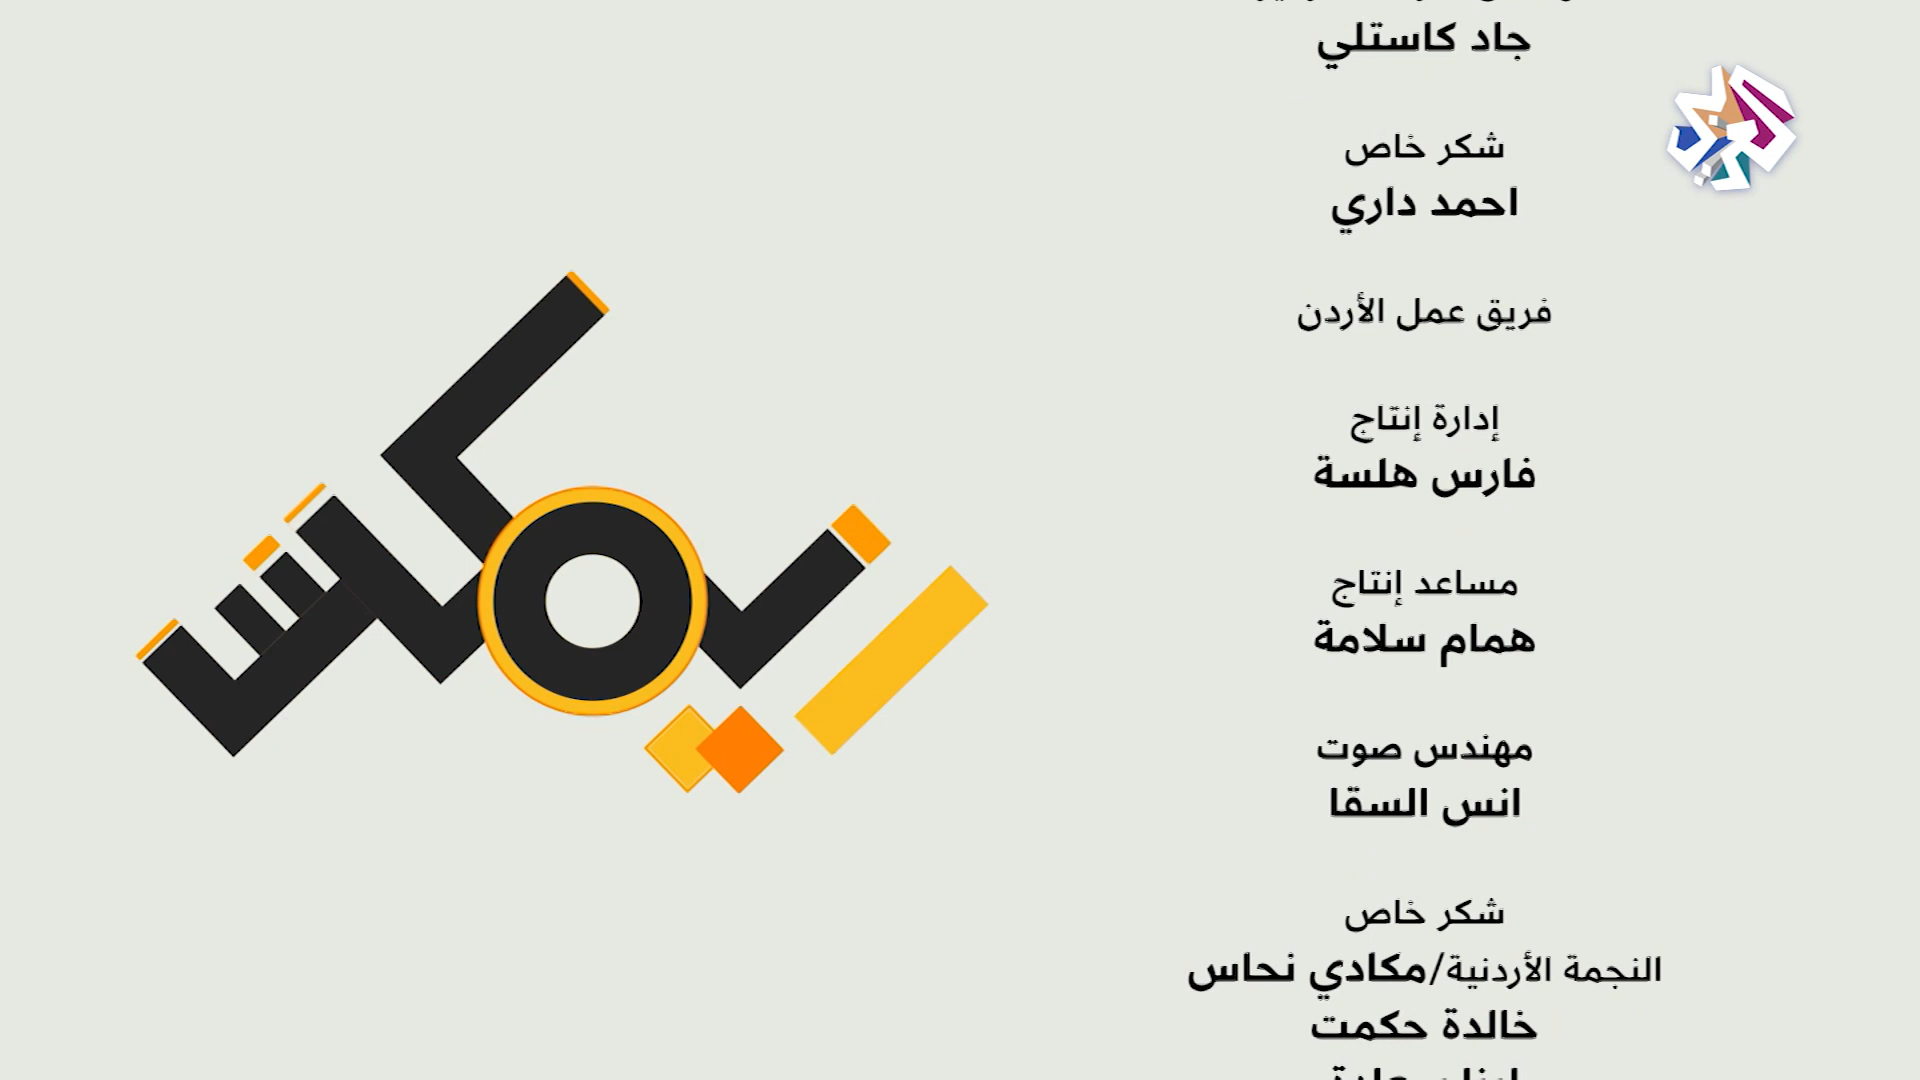 ريمكس
جاد كاستلي
شكر خاص
احمد داري
فريق عمل الأردن
إدارة إنتاج
فارس هلسة
مساعد إنتاج
همام سلامة
مهندس صوت
انس السقا
شكر خاص
النجمة الأردنية/مكادي نحاس
خالدة حكمت